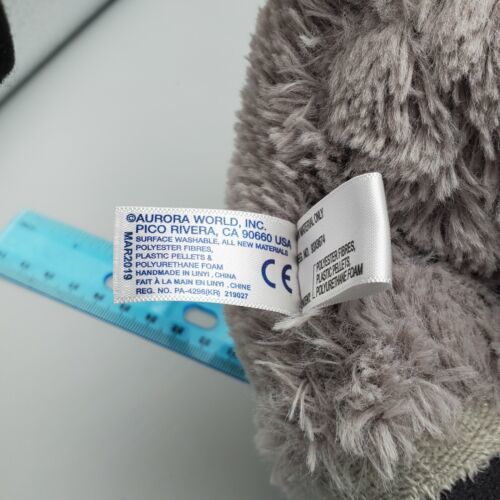 ©AURORA WORLD, INC.
PICO RIVERA, CA 90660 USA
SURFACE WASHABLE, ALL NEW MATERIALS
POLYESTER FIBRES,
PLASTIC PELLETS &
POLYURETHANE FOAM
HANDMADE IN LINYI, CHINA
FAIT À LA MAIN EN LINYI, CHINE
REG. NO. PA-4296(KR) 219027
MAR2019
CE
MATERIAL ONLY
POLYESTER FIBRES,
PLASTIC PELLETS
POLYURETHANE FOAM